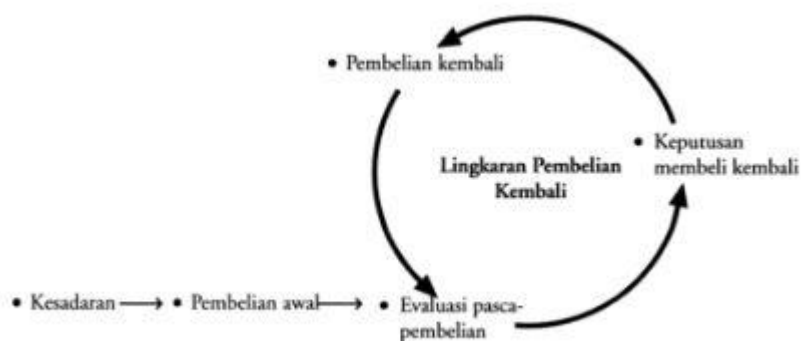 • Pembelian kembali
• Keputusan
membeli kembali
Lingkaran Pembelian
Kembali
• Kesadaran
• Pembelian awal
• Evaluasi pasca-
pembelian